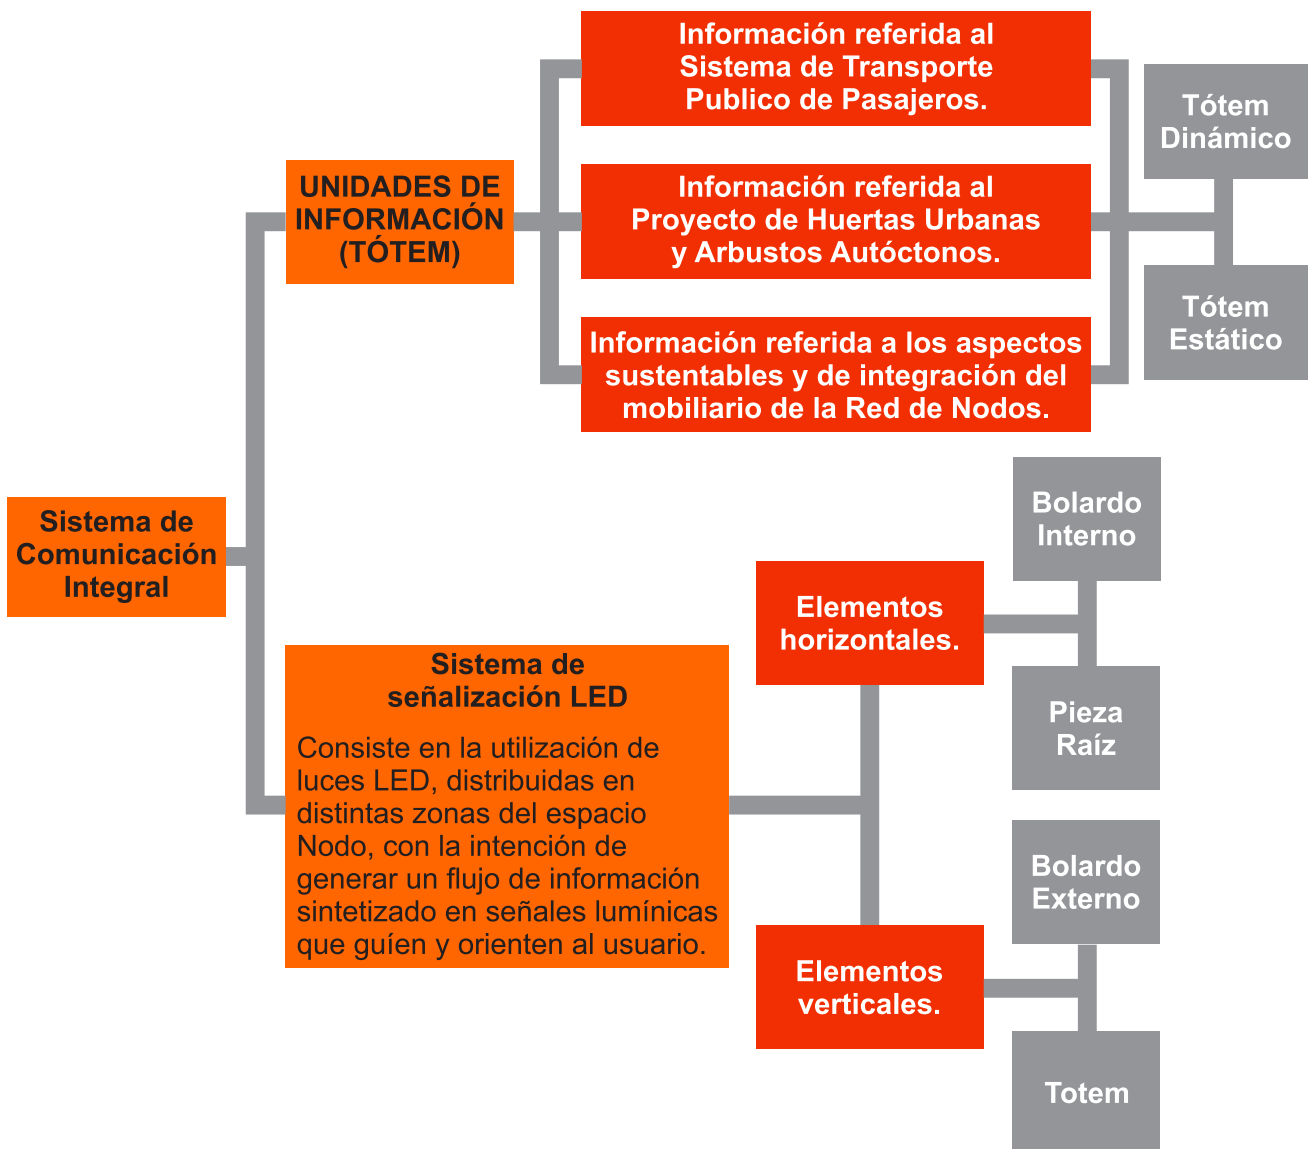 Información referida al
Sistema de Transporte
Publico de Pasajeros.
Tótem
Dinámico
UNIDADES DE
INFORMACIÓN
(TÓTEM)
Información referida al
Proyecto de Huertas Urbanas
y Arbustos Autóctonos.
Tótem
Estático
Información referida a los aspectos
sustentables y de integración del
mobiliario de la Red de Nodos.
Sistema de
Comunicación
Integral
Bolardo
Interno
Elementos
horizontales.
Sistema de
señalización LED
Consiste en la utilización de
luces LED, distribuidas en
distintas zonas del espacio
Nodo, con la intención de
generar un flujo de información
sintetizado en señales lumínicas
que guíen y orienten al usuario.
Pieza
Raíz
Bolardo
Externo
Elementos
verticales.
Totem